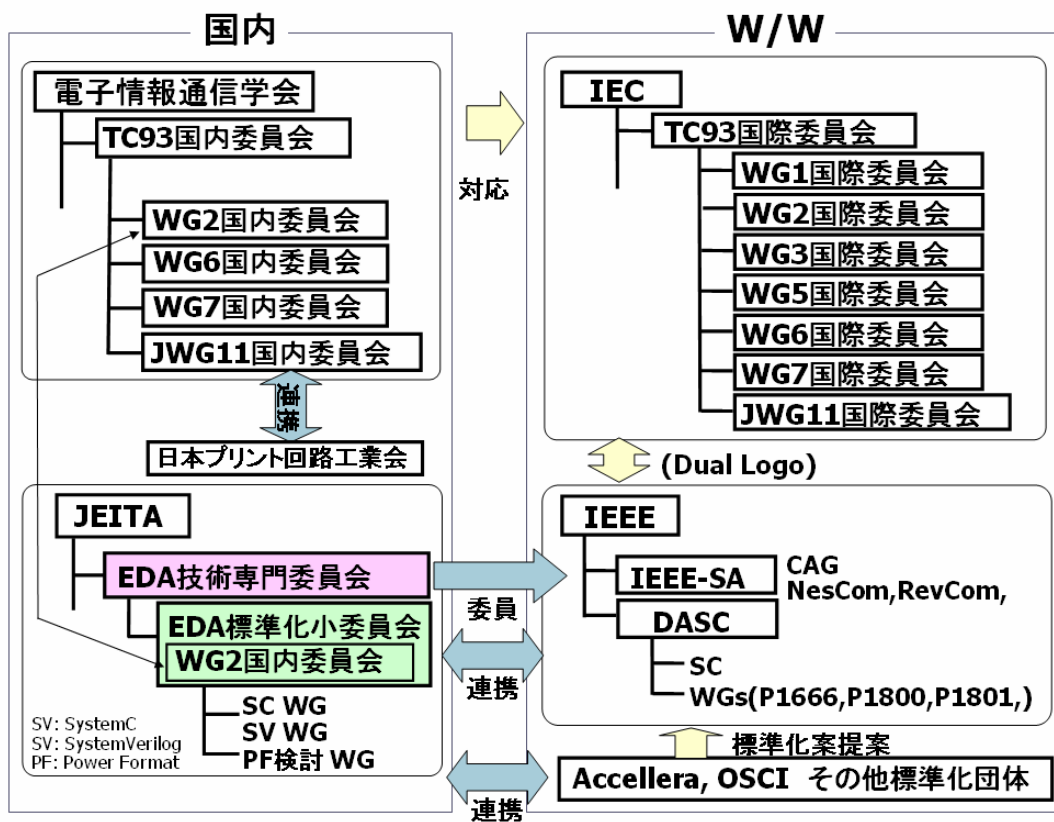 国内
電子情報通信学会
TC93国内委員会
WG2国内委員会
WG6国内委員会
WG7国内委員会
JWG11国内委員会
連携
日本プリント回路工業会
対応
W/W
IEC
TC93国際委員会
WG1国際委員会
WG2国際委員会
WG3国際委員会
WG5国際委員会
WG6国際委員会
WG7国際委員会
JWG11国際委員会
(Dual Logo)
JEITA
EDA技術専門委員会
EDA標準化小委員会
WG2国内委員会
SC WG
SV WG
PF検討 WG
SV: SystemC
SV: SystemVerilog
PF: Power Format
委員
連携
連携
IEEE
IEEE-SA
CAG
NesCom,RevCom,
DASC
SC
WGs(P1666,P1800,P1801,)
標準化案提案
Accellera, OSCI その他標準化団体